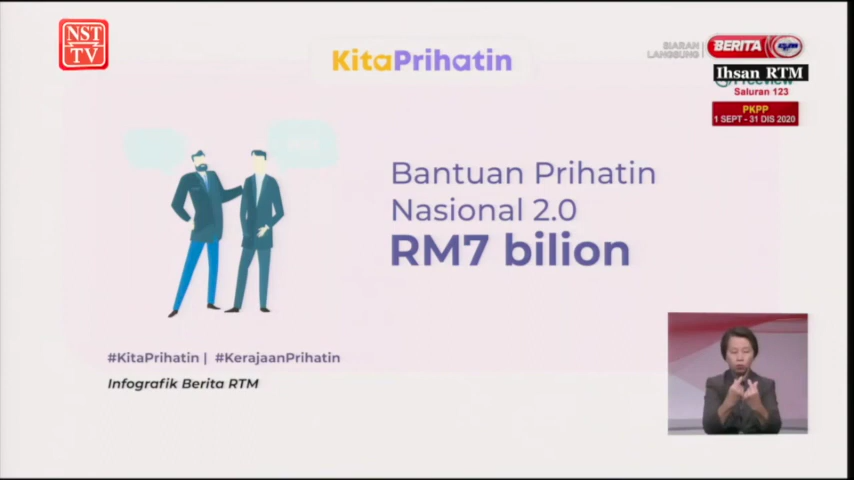 NST
TV
KitaPrihatin
SIARAN
LANGSUNG
BERITA
Ihsan RTM
Saluran 123
PKPP
1 SEPT - 31 DIS 2020
Bantuan Prihatin
Nasional 2.0
RM7 bilion
#KitaPrihatin | #KerajaanPrihatin
Infografik Berita RTM